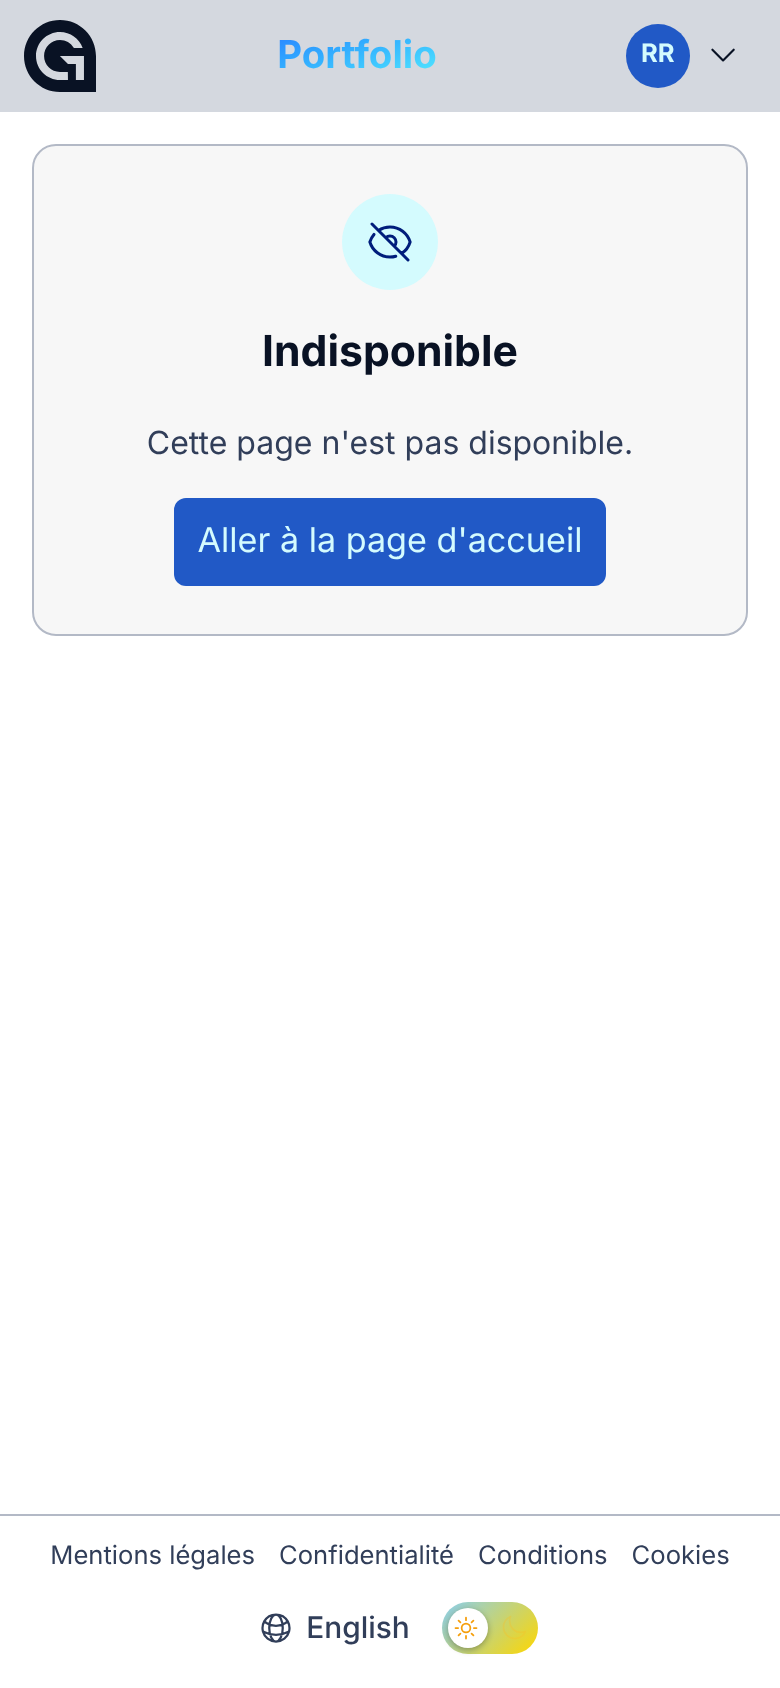 Portfolio
RR
Indisponible
Cette page n'est pas disponible.
Aller à la page d'accueil
Mentions légales Confidentialité Conditions Cookies
English